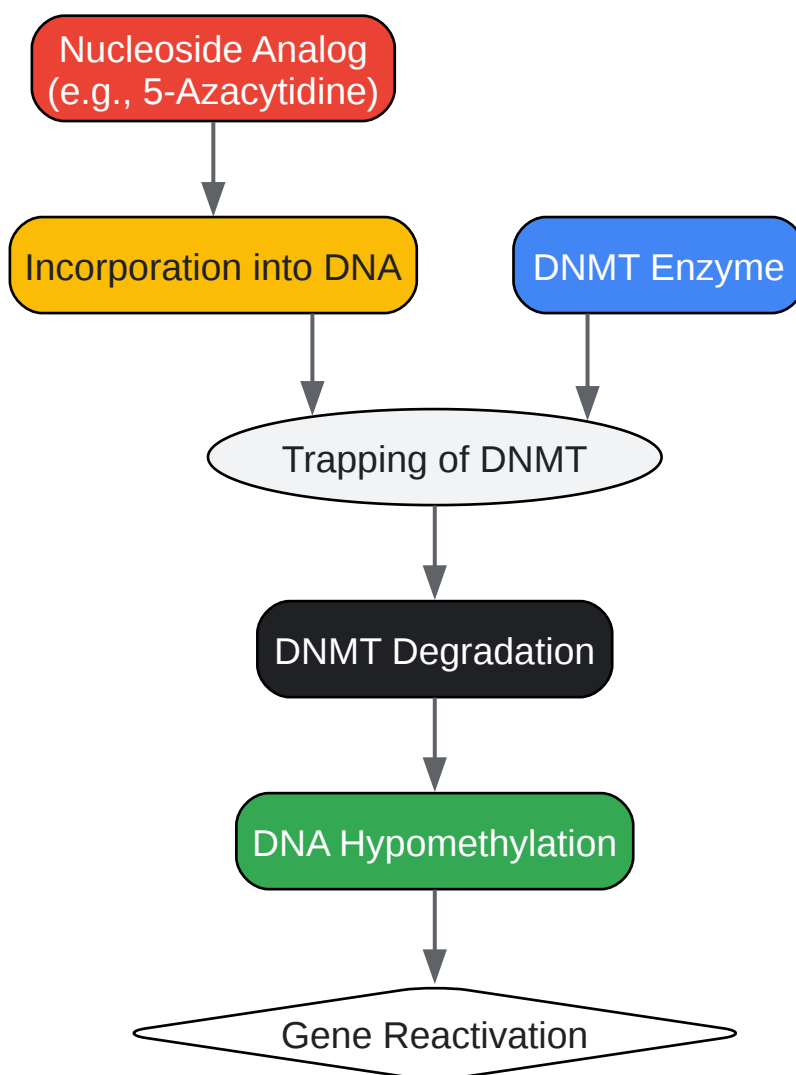 Nucleoside Analog
(e.g., 5-Azacytidine)
Incorporation into DNA
DNMT Enzyme
Trapping of DNMT
DNMT Degradation
DNA Hypomethylation
Gene Reactivation